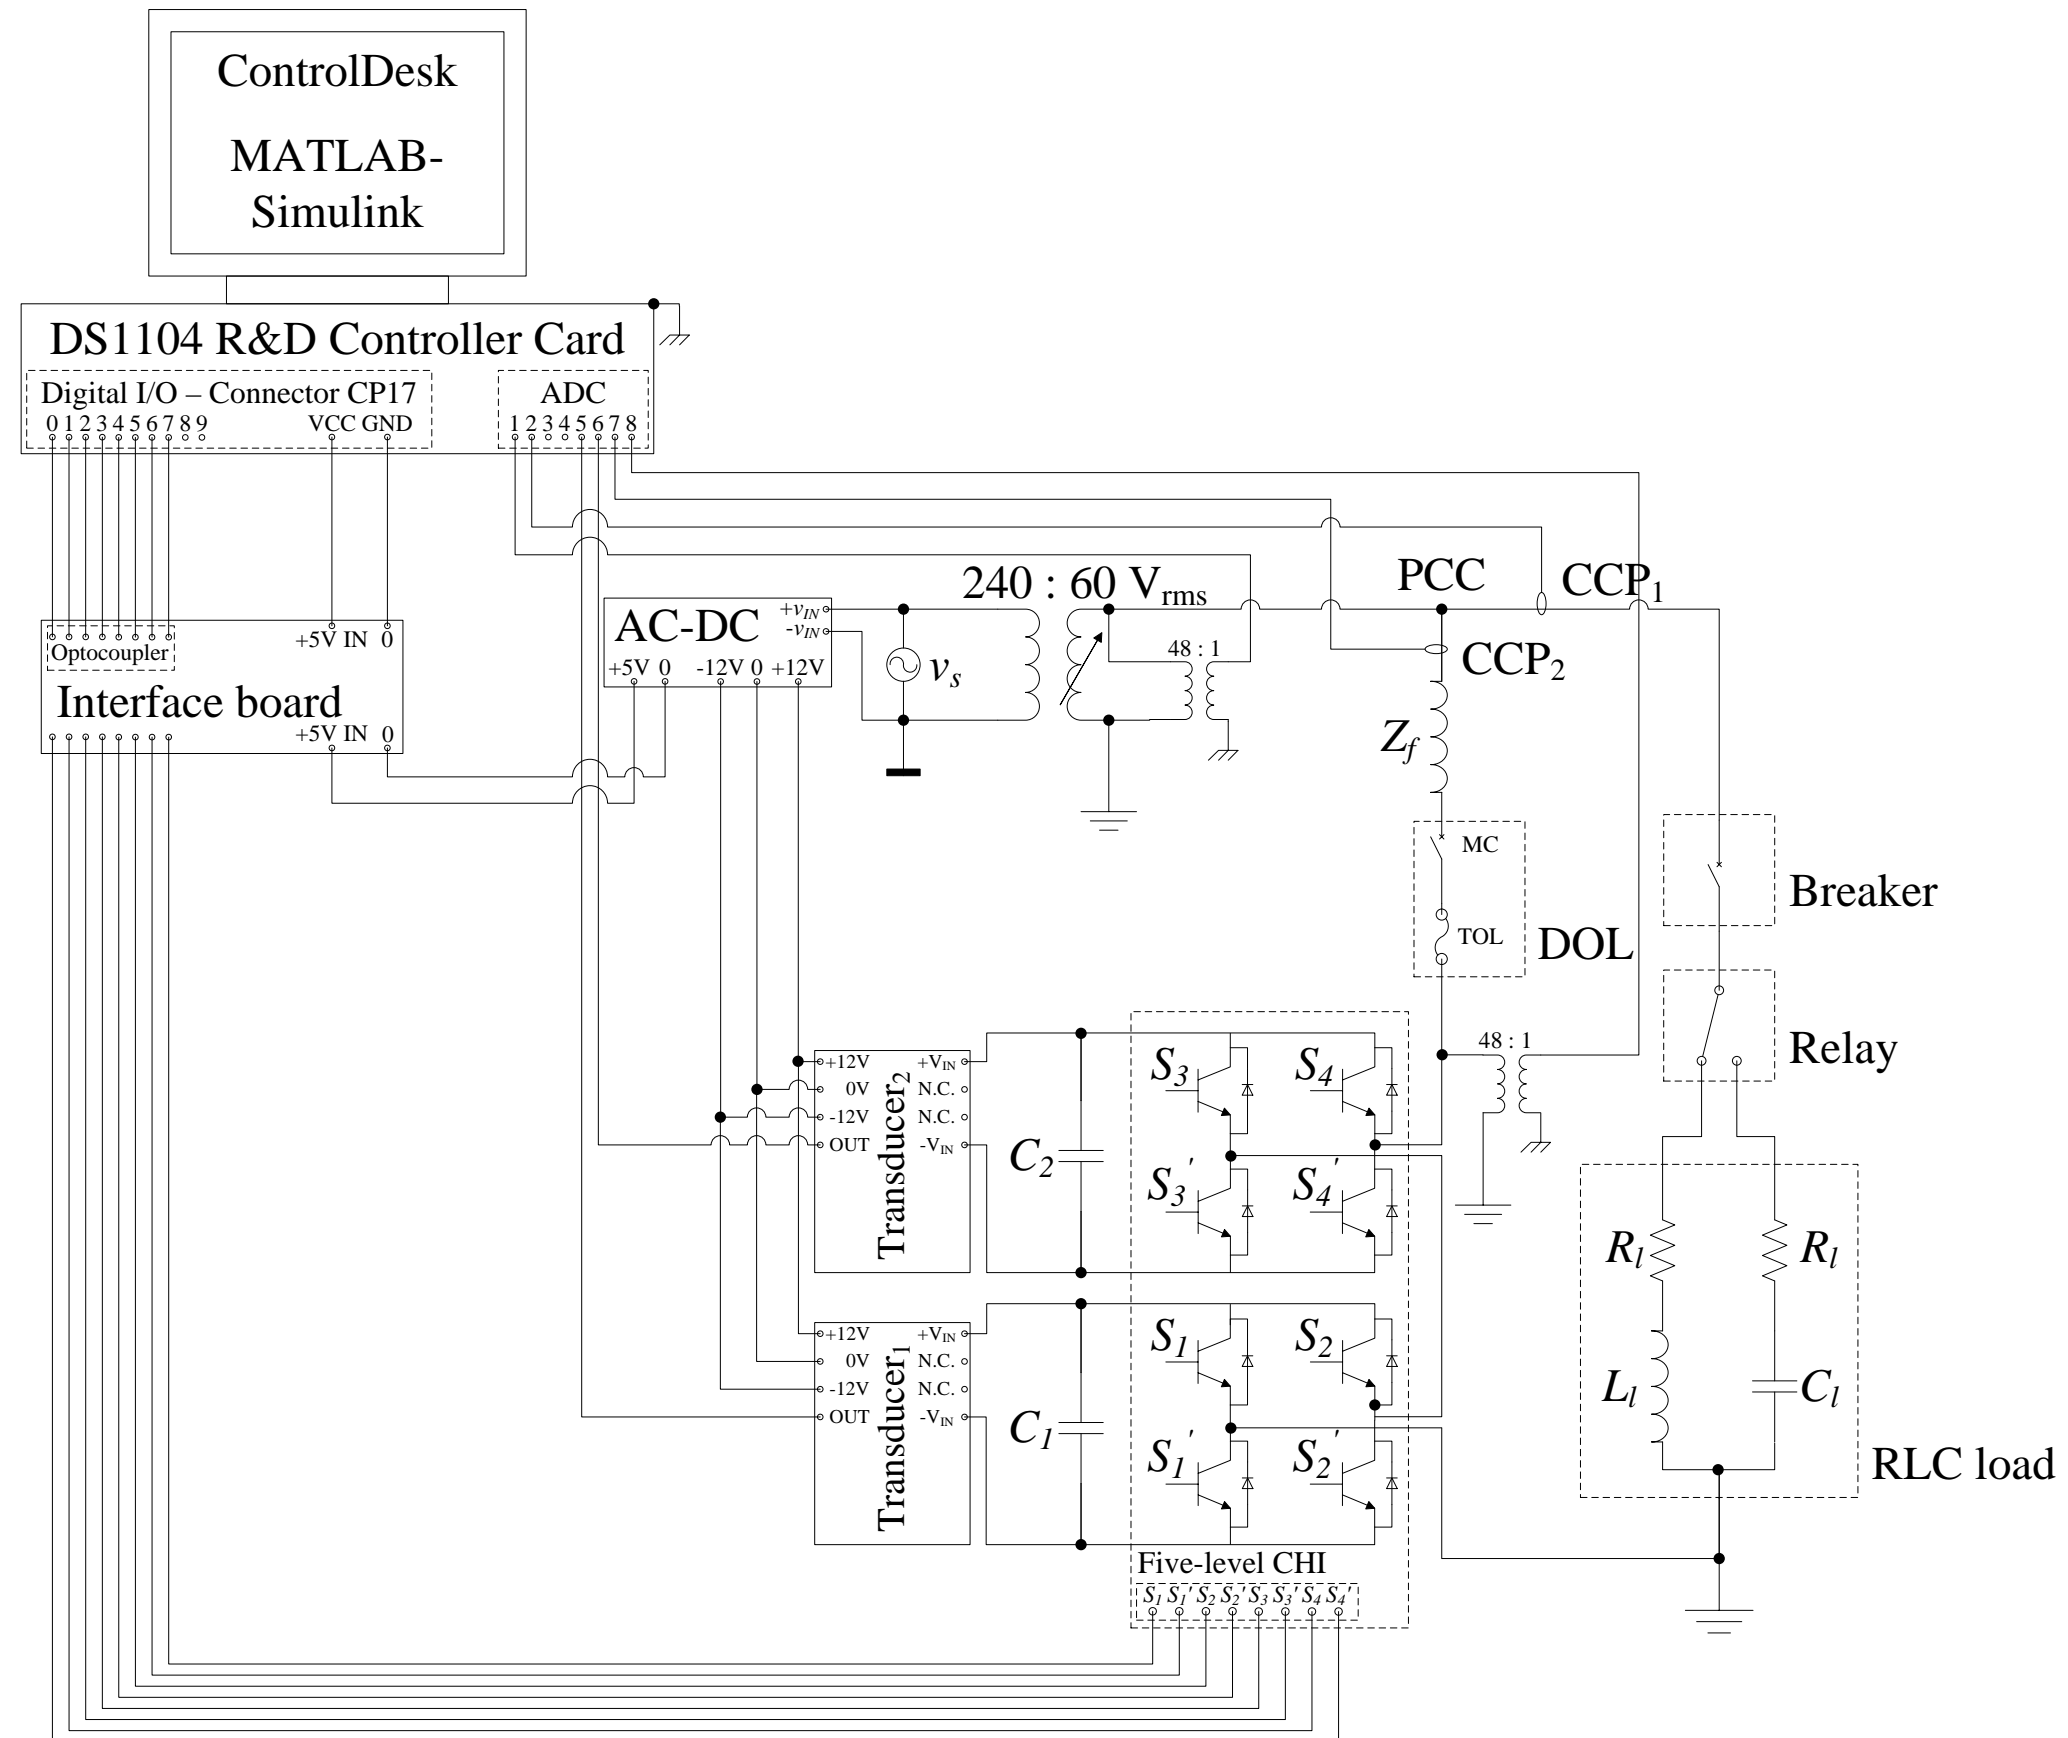 ControlDesk
MATLAB-
Simulink
DS1104 R&D Controller Card
Digital I/O – Connector CP17
ADC
0 1 2 3 4 5 6 7 8 9
VCC GND
1 2 3 4 5 6 7 8
PCC
CCP1
240 : 60 Vrms
AC-DC
+vIN
-vIN
+5V 0 -12V 0 +12V
vs
48 : 1
CCP2
+5V IN 0
Optocoupler
Interface board
+5V IN 0
Zf
MC
TOL
DOL
Breaker
Relay
48 : 1
+12V
0V
-12V
OUT
Transducer2
+VIN
N.C.
N.C.
-VIN
C2
S3
S4
S3'
S4'
Rl
Rl
Ll
Cl
RLC load
+12V
0V
-12V
OUT
Transducer1
+VIN
N.C.
N.C.
-VIN
C1
S1
S2
S1'
S2'
Five-level CHI
S1 S1' S2 S2' S3 S3' S4 S4'